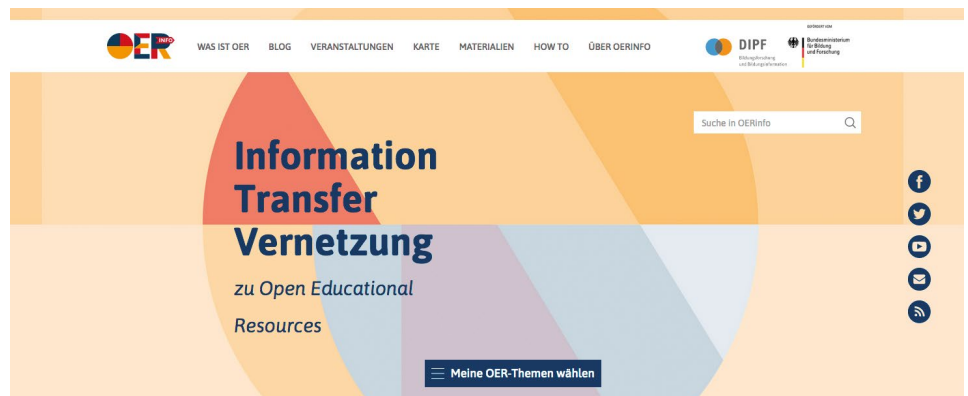 OER INFO
WAS IST OER BLOG VERANSTALTUNGEN KARTE MATERIALIEN HOW TO ÜBER OERINFO
DIPF
Bildungsforschung
und Bildungsinformation
GEFÖRDERT VOM
Bundesministerium
für Bildung
und Forschung
Suche in OERinfo
Information
Transfer
Vernetzung
zu Open Educational
Resources
Meine OER-Themen wählen